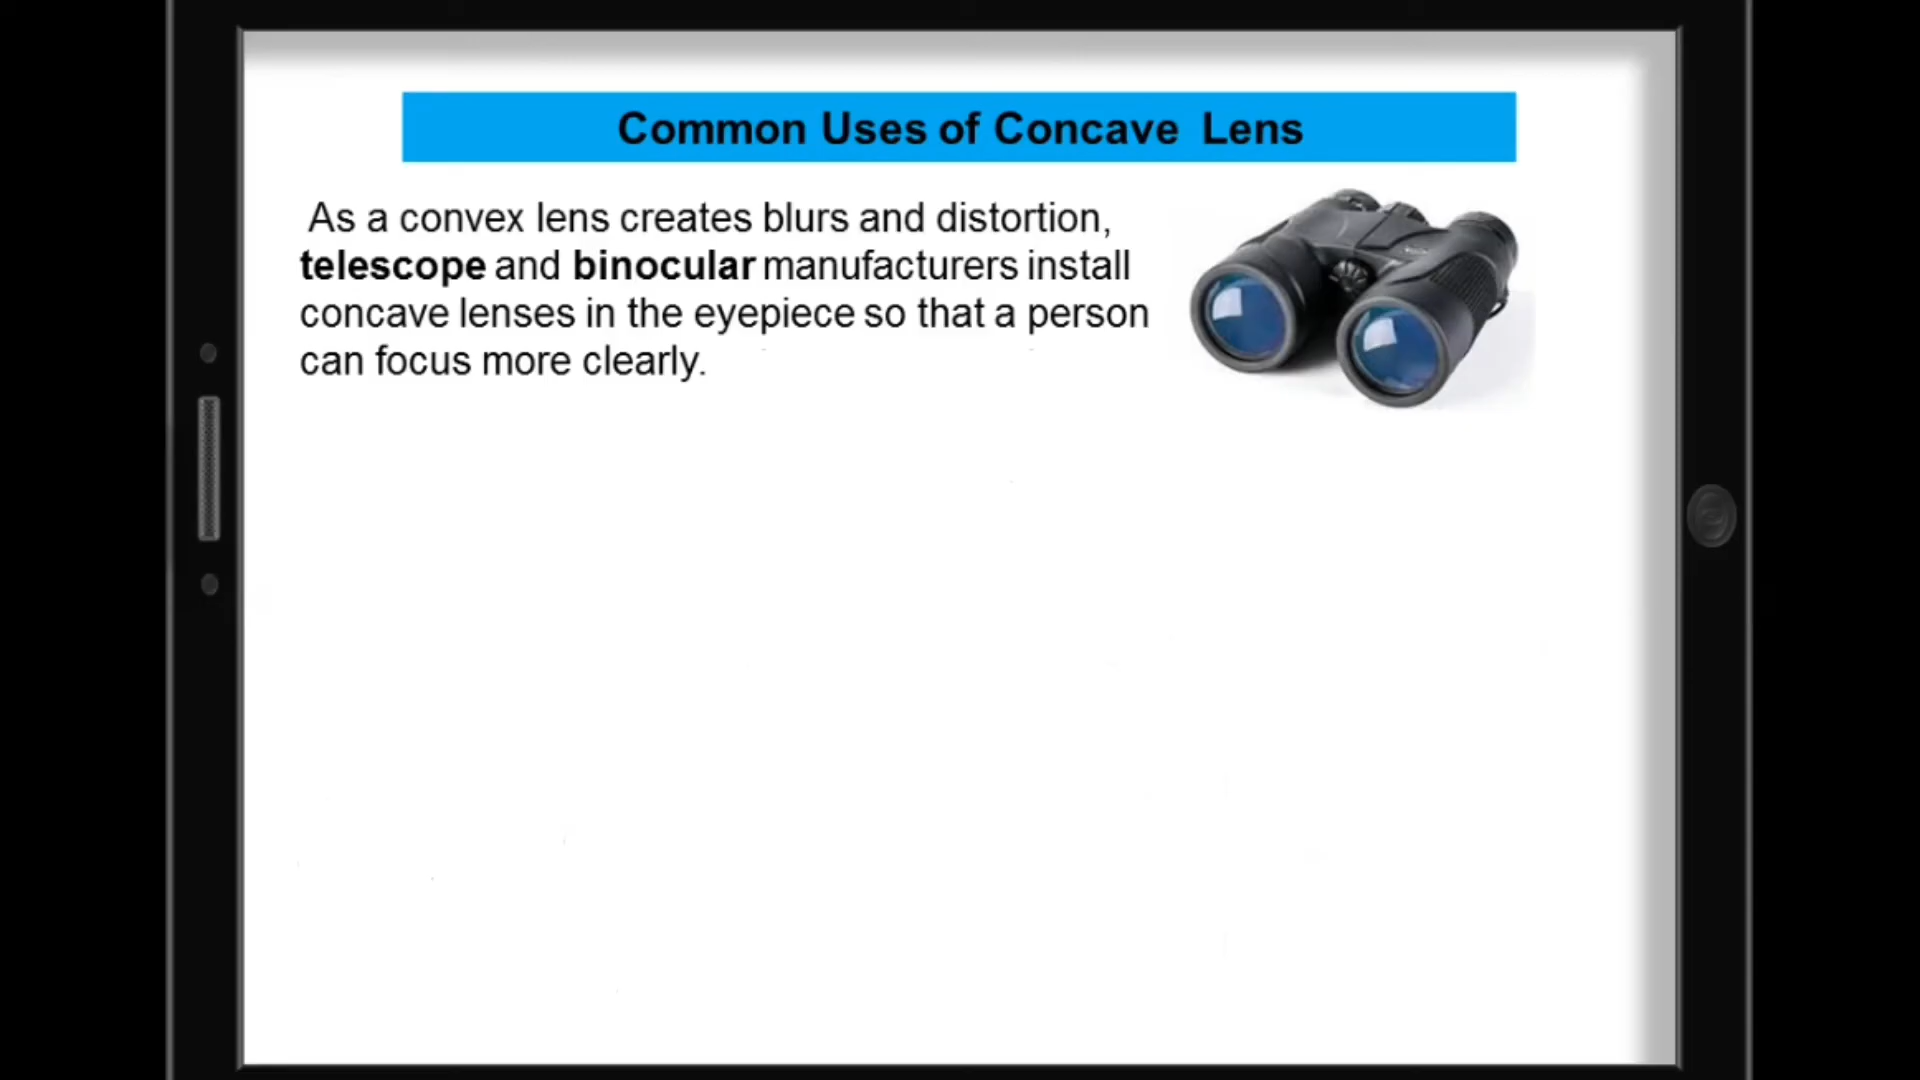 Common Uses of Concave Lens
As a convex lens creates blurs and distortion,
telescope and binocular manufacturers install
concave lenses in the eyepiece so that a person
can focus more clearly.